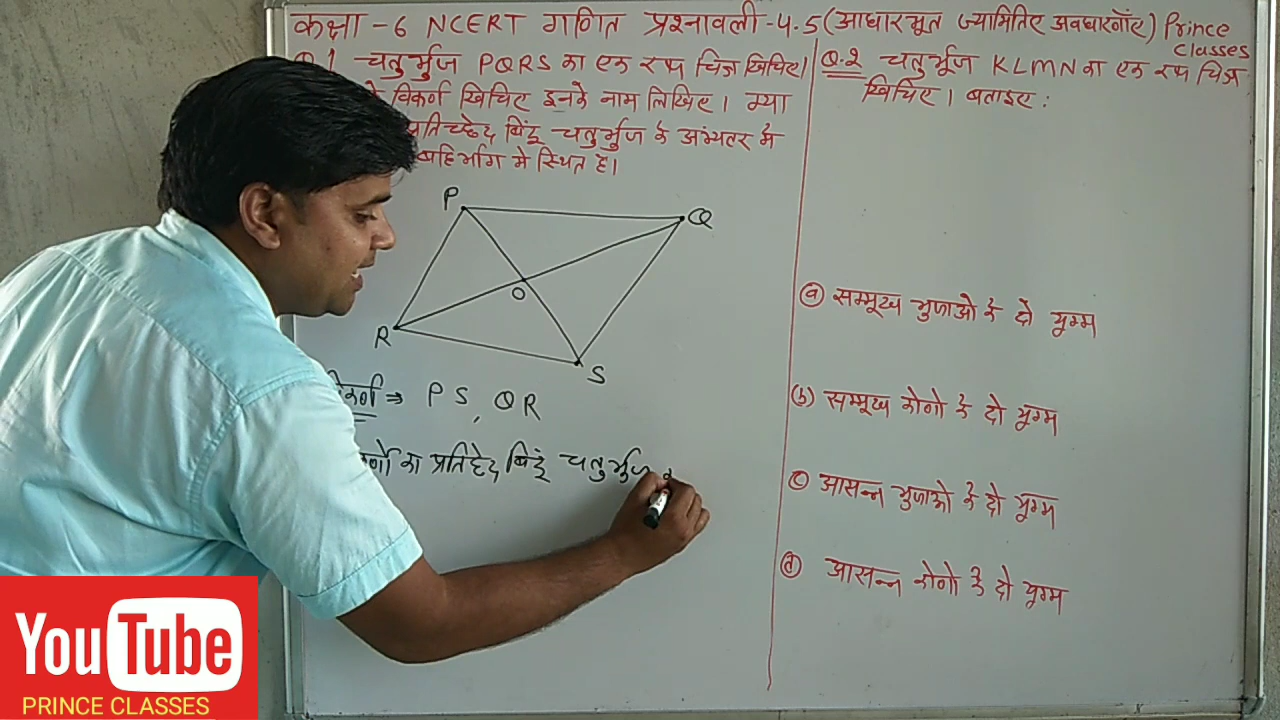 कक्षा -6 NCERT गणित प्रश्नावली-4.5 (आधारभूत ज्यामितिए अवधारणाँए) Prince Classes
Q.1 चतुर्भुज PQRS का एक रफ चित्र खिचिए।
विकर्ण खिचिए इनके नाम लिखिए। क्या
प्रतिच्छेद बिंदू चतुर्भुज के अभ्यंतर मे
बहिर्भाग मे स्थित है।
P
Q
O
R
S
विकर्ण ⇒ PS, QR
का प्रतिछेद बिंदू चतुर्भुज
Q.2 चतुर्भूज KLMN का एक रफ चित्र
खिचिए। बताइए :
(a) सम्मूख भुजाओ के दो युग्म
(b) सम्मूख कोणो के दो युग्म
(c) आसन्न भुजाओ के दो युग्म
(d) आसन्न कोणो के दो युग्म
YouTube
PRINCE CLASSES